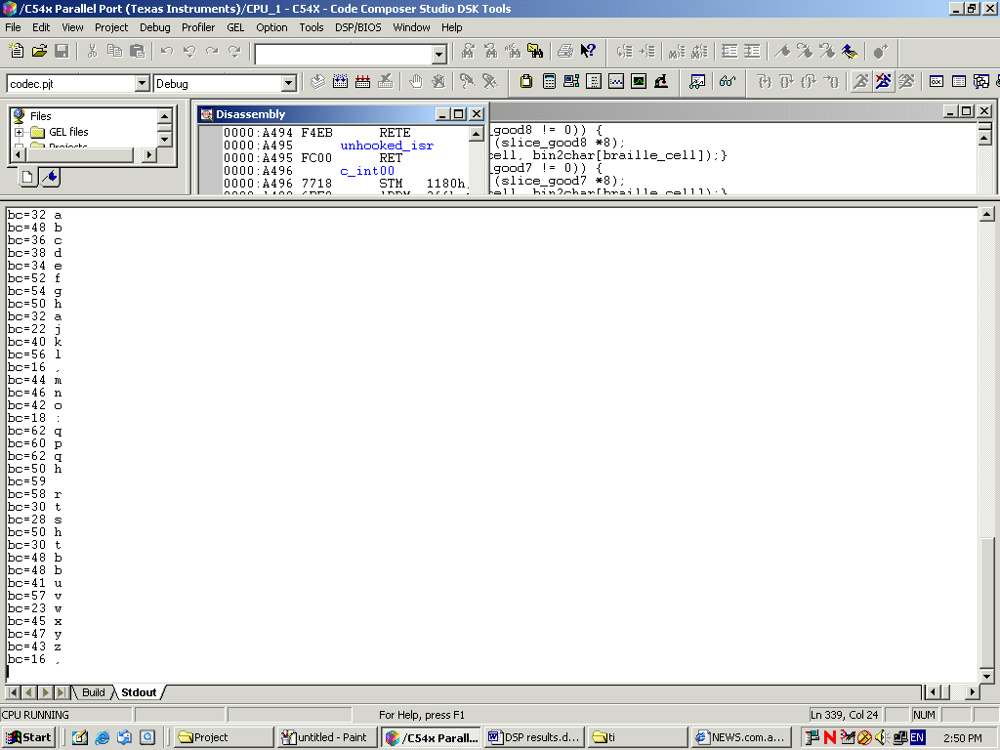 /C54x Parallel Port (Texas Instruments)/CPU_1 - C54X - Code Composer Studio DSK Tools
File Edit View Project Debug Profiler GEL Option Tools DSP/BIOS Window Help
codec.pjt Debug
Files
GEL files
Projects
Disassembly
0000:A494 F4EB RETE
0000:A495 unhooked_isr
0000:A495 FC00 RET
0000:A496 c_int00
0000:A496 7718 STM 1180h,
_good8 != 0)) {
(slice_good8 *8);
cell, bin2char[braille_cell]);}
_good7 != 0)) {
(slice_good7 *8);
cell, bin2char[braille_cell]);}
bc=32 a
bc=48 b
bc=36 c
bc=38 d
bc=34 e
bc=52 f
bc=54 g
bc=50 h
bc=32 a
bc=22 j
bc=40 k
bc=56 l
bc=16 ,
bc=44 m
bc=46 n
bc=42 o
bc=18 :
bc=62 q
bc=60 p
bc=62 q
bc=50 h
bc=59
bc=58 r
bc=30 t
bc=28 s
bc=50 h
bc=30 t
bc=48 b
bc=48 b
bc=41 u
bc=57 v
bc=23 w
bc=45 x
bc=47 y
bc=43 z
bc=16 ,
Build Stdout
CPU RUNNING For Help, press F1 Ln 339, Col 24 NUM
Start Project untitled - Paint /C54x Parall... DSP results.d... ti NEWS.com.a... EN 2:50 PM